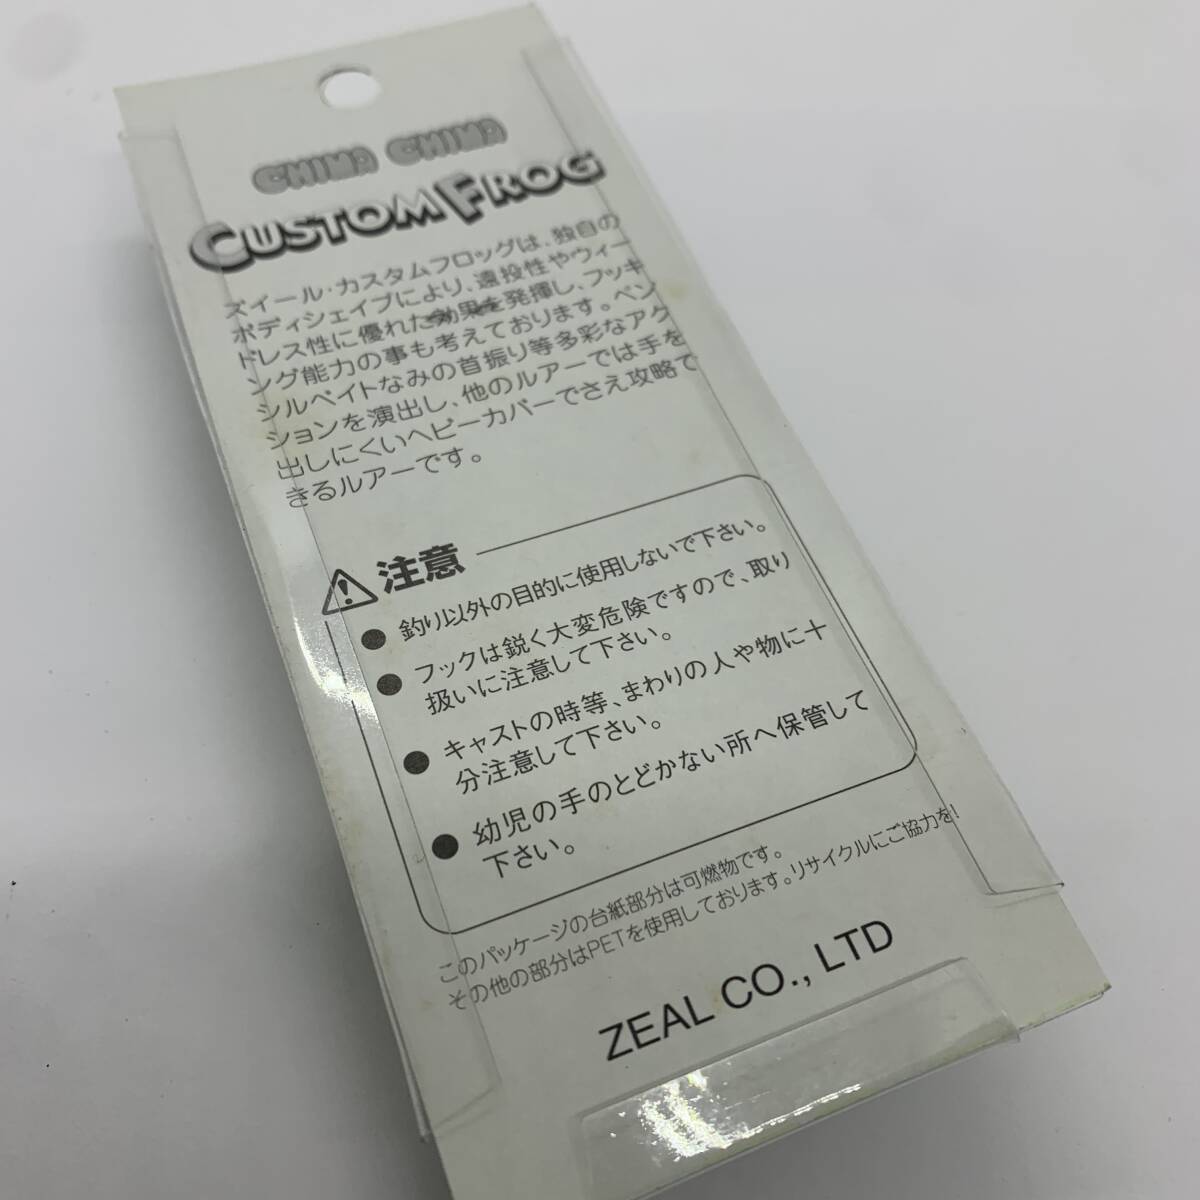 CHIMA CHIMA
CUSTOM FROG
ズイール・カスタムフロッグは、独自の
ボディシェイプにより、遠投性やウィー
ドレス性に優れた効果を発揮し、フッキ
ング能力の事も考えております。ペン
シルベイトなみの首振り等多彩なアク
ションを演出し、他のルアーでは手を
出しにくいヘビーカバーでさえ攻略で
きるルアーです。
注意
● 釣り以外の目的に使用しないで下さい。
● フックは鋭く大変危険ですので、取り
扱いに注意して下さい。
● キャストの時等、まわりの人や物に十
分注意して下さい。
● 幼児の手のとどかない所へ保管して
下さい。
このパッケージの台紙部分は可燃物です。
その他の部分はPETを使用しております。リサイクルにご協力を!
ZEAL CO., LTD